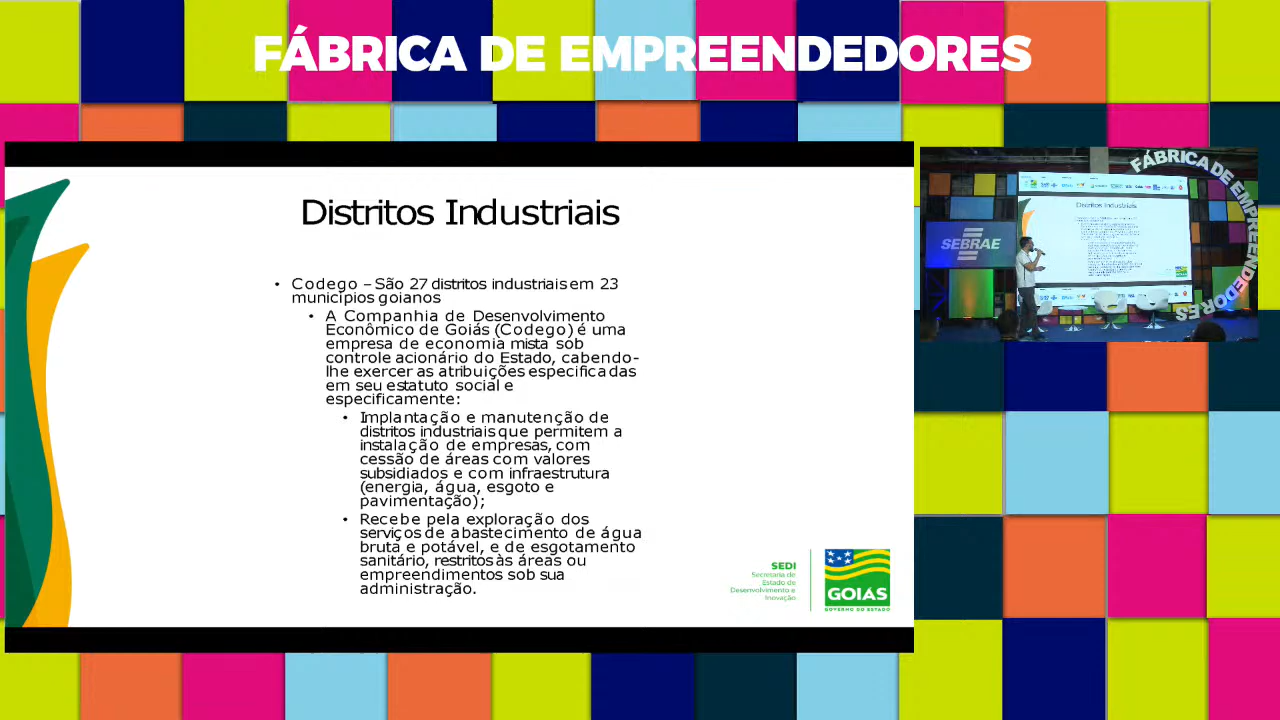 FÁBRICA DE EMPREENDEDORES
Distritos Industriais
• Codego – São 27 distritos industriais em 23
municípios goianos
• A Companhia de Desenvolvimento
Economico de Goiás (Codego) é uma
empresa de economia mista sob
controle acionário do Estado, cabendo-
lhe exercer as atribuições especificadas
em seu estatuto social e
especificamente:
• Implantação e manutenção de
distritos industriais que permitem a
instalação de empresas, com
cessão de áreas com valores
subsidiados e com infraestrutura
(energia, água, esgoto e
pavimentação);
• Recebe pela exploração dos
serviços de abastecimento de água
bruta e potável, e de esgotamento
sanitário, restritos às áreas ou
empreendimentos sob sua
administração.
SEDI
Secretaria de
Estado de
Desenvolvimento e
Inovação
GOIÁS
GOVERNO DO ESTADO
FÁBRICA DE EMPREENDEDORES
Distritos Industriais
SEBRAE